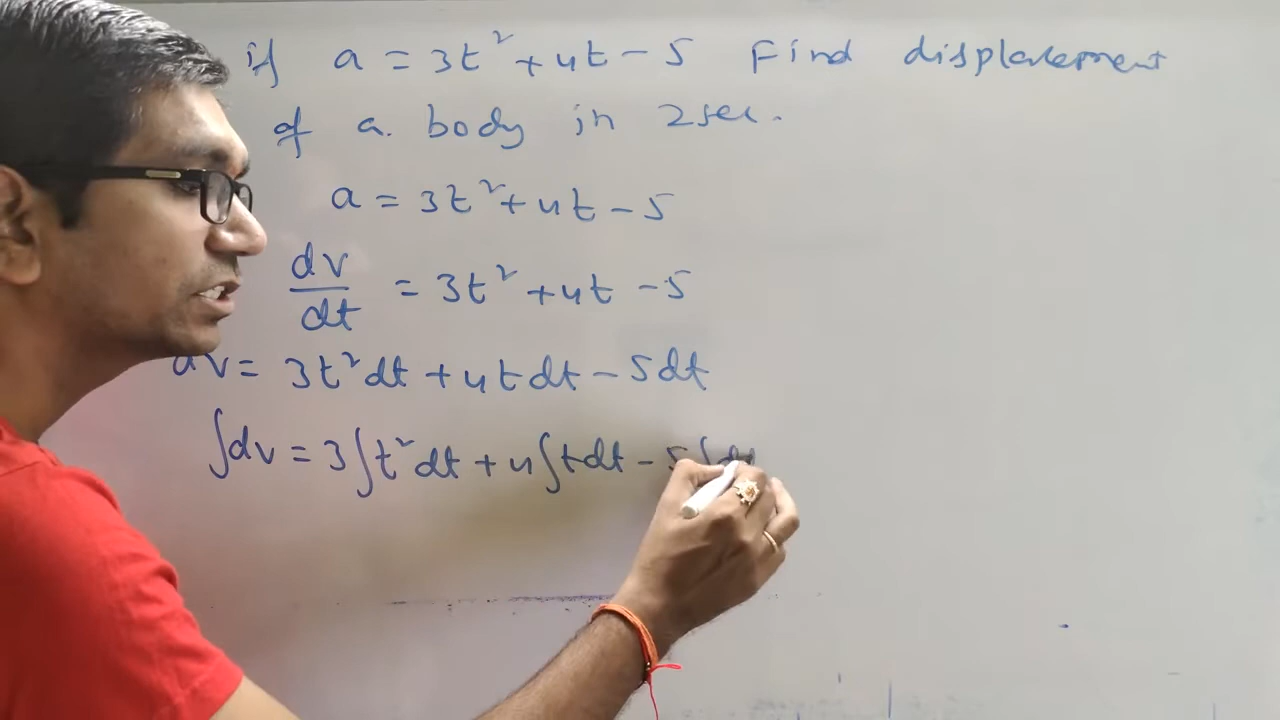 if a = 3t² + 4t - 5 Find displacement
of a. body in 2sec.
a = 3t² + 4t - 5
dv/dt = 3t² + 4t - 5
dv = 3t²dt + 4tdt - 5dt
∫dv = 3∫t²dt + 4∫tdt - 5∫